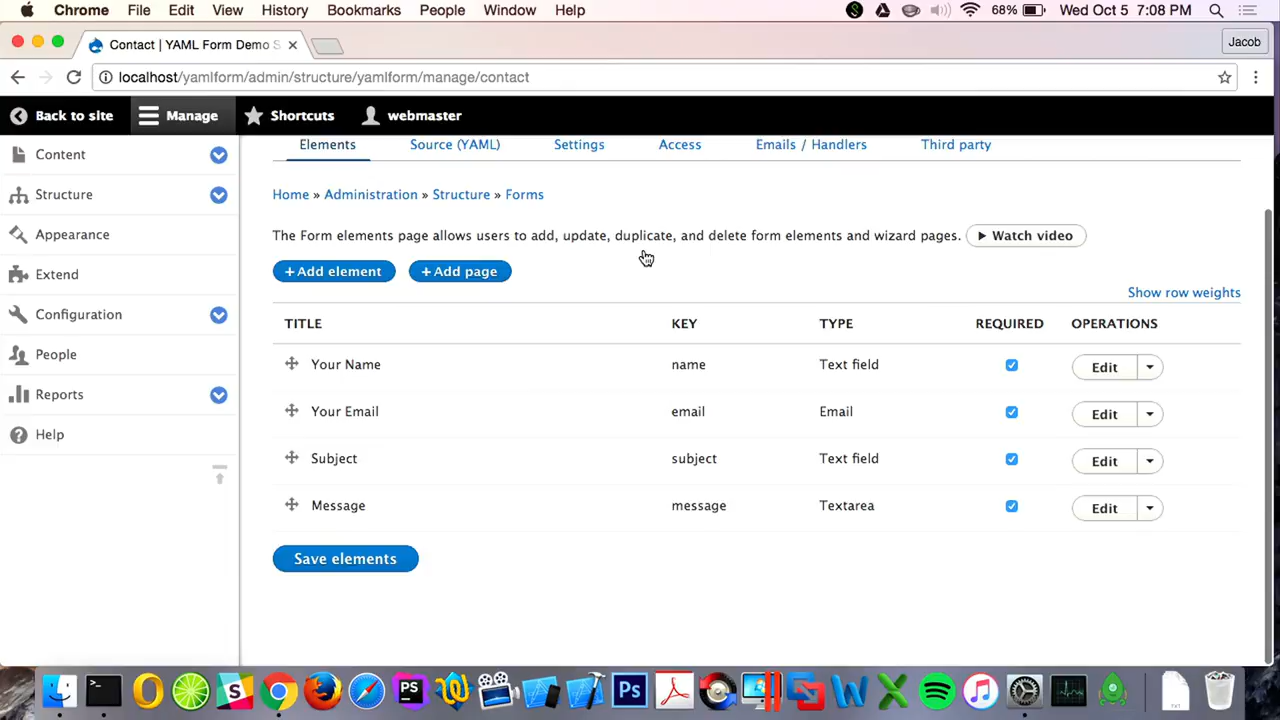 Chrome File Edit View History Bookmarks People Window Help 68% Wed Oct 5 7:08 PM
Contact | YAML Form Demo S
Jacob
localhost/yamlform/admin/structure/yamlform/manage/contact
Back to site Manage Shortcuts webmaster
Content
Structure
Appearance
Extend
Configuration
People
Reports
Help
Elements Source (YAML) Settings Access Emails / Handlers Third party
Home » Administration » Structure » Forms
The Form elements page allows users to add, update, duplicate, and delete form elements and wizard pages. Watch video
+Add element +Add page
Show row weights
TITLE KEY TYPE REQUIRED OPERATIONS
Your Name name Text field Edit
Your Email email Email Edit
Subject subject Text field Edit
Message message Textarea Edit
Save elements
PS
Ps
W
X
TXT